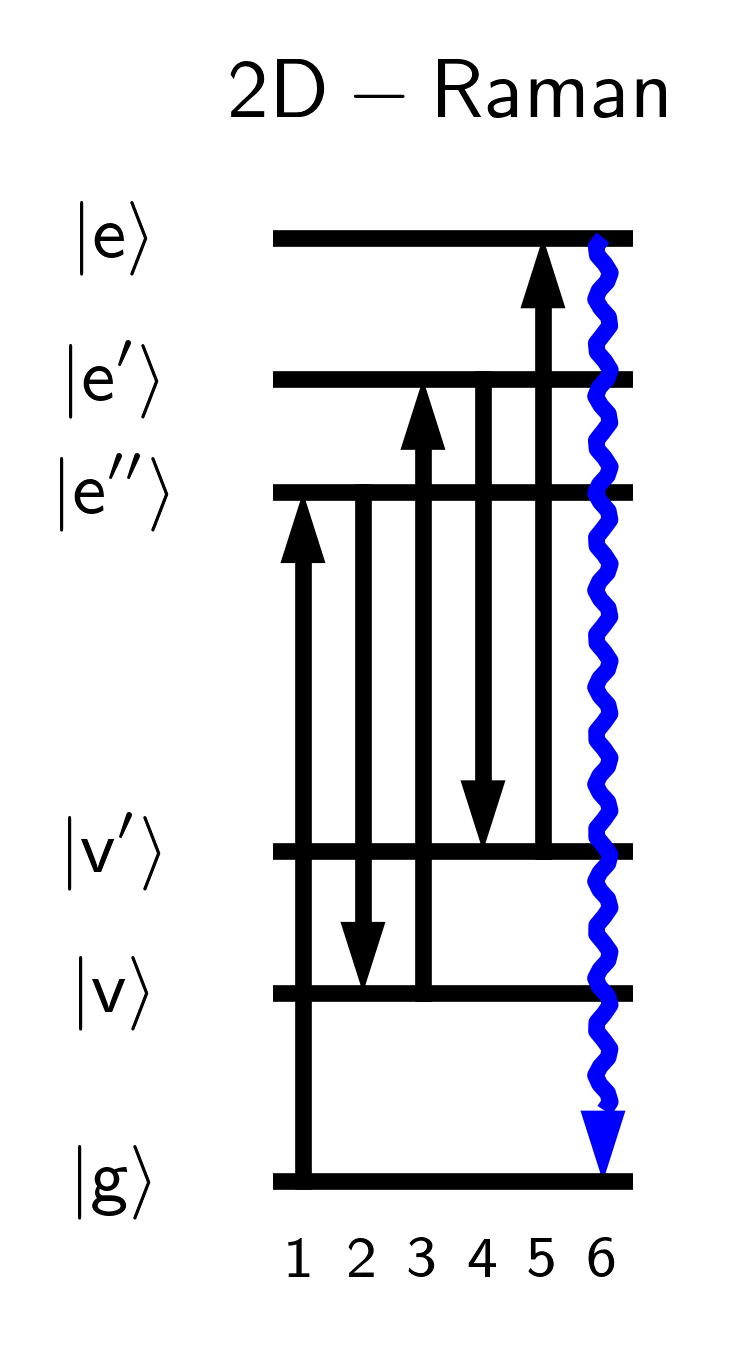 2D – Raman
|e⟩
|e′⟩
|e′′⟩
|v′⟩
|v⟩
|g⟩
1 2 3 4 5 6